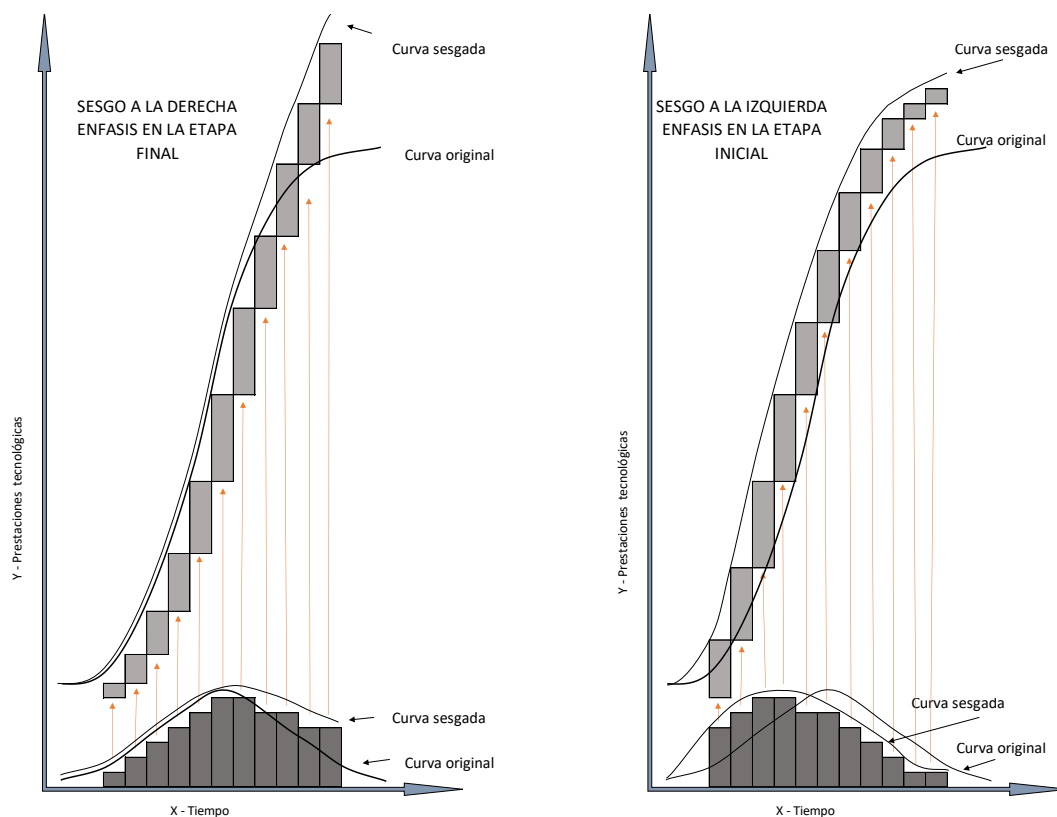 Curva sesgada
SESGO A LA DERECHA
ENFASIS EN LA ETAPA
FINAL
Curva original
Y - Prestaciones tecnológicas
Curva sesgada
Curva original
X - Tiempo
Curva sesgada
SESGO A LA IZQUIERDA
ENFASIS EN LA ETAPA
INICIAL
Curva original
Y - Prestaciones tecnológicas
Curva sesgada
Curva original
X - Tiempo